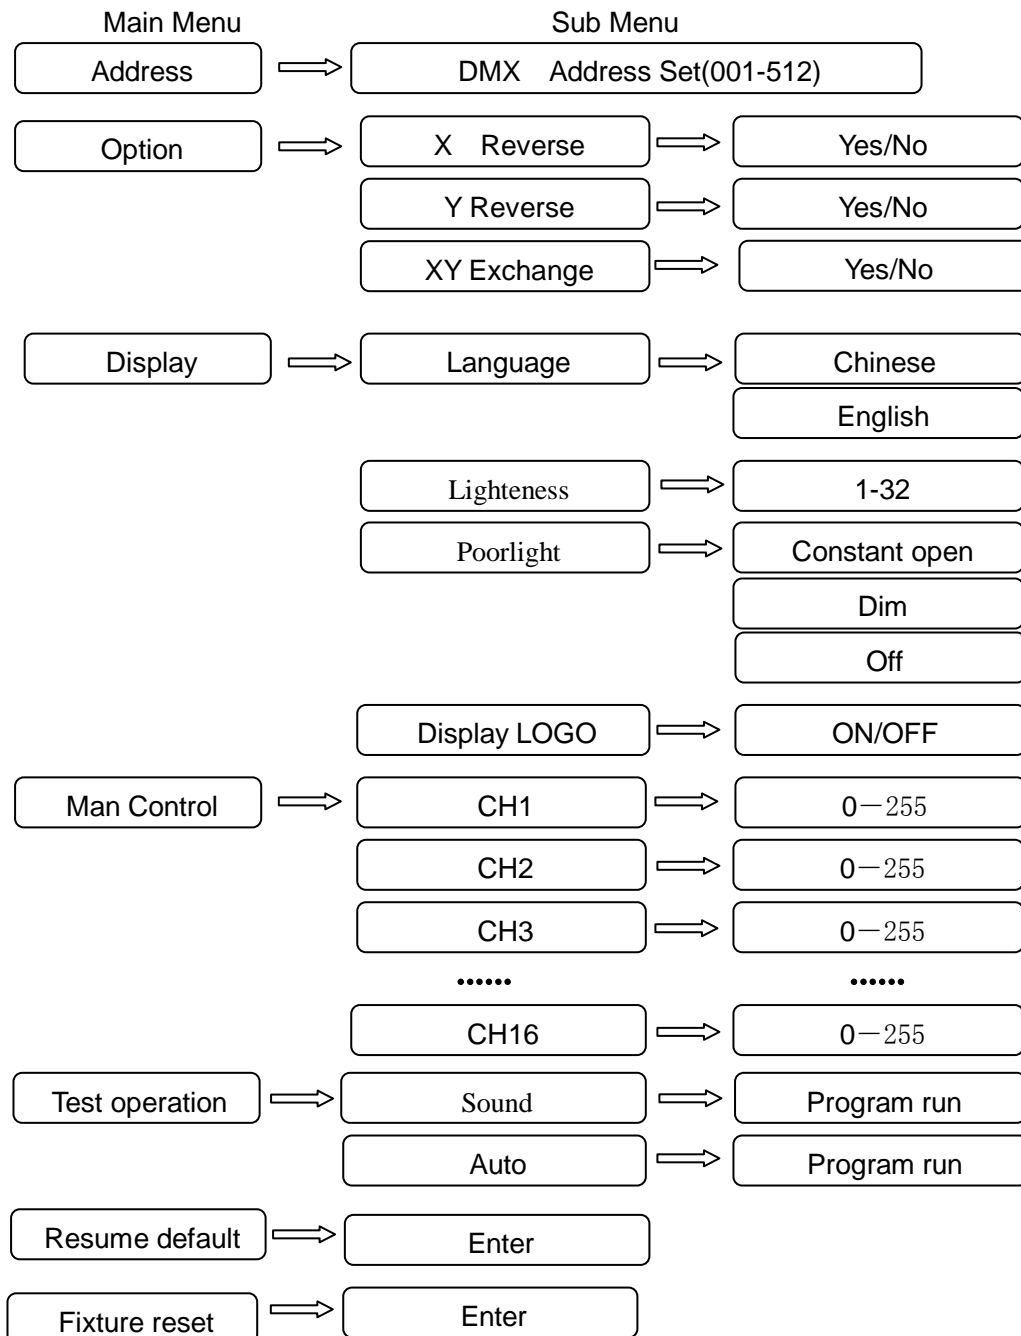 Main Menu Sub Menu
Address DMX Address Set(001-512)
Option X Reverse Yes/No
Y Reverse Yes/No
XY Exchange Yes/No
Display Language Chinese
English
Lighteness 1-32
Poorlight Constant open
Dim
Off
Display LOGO ON/OFF
Man Control CH1 0－255
CH2 0－255
CH3 0－255
•••••• ••••••
CH16 0－255
Test operation Sound Program run
Auto Program run
Resume default Enter
Fixture reset Enter